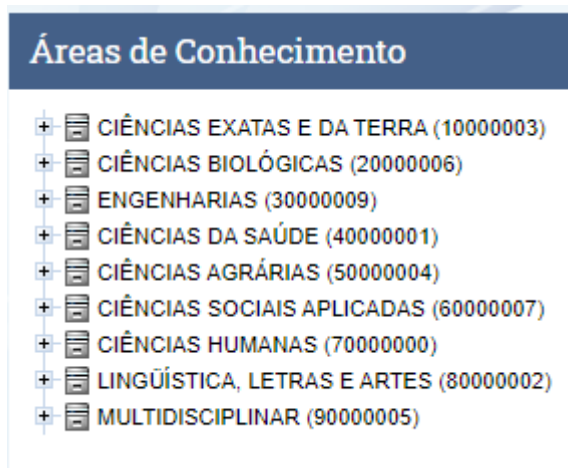 Áreas de Conhecimento
CIÊNCIAS EXATAS E DA TERRA (10000003)
CIÊNCIAS BIOLÓGICAS (20000006)
ENGENHARIAS (30000009)
CIÊNCIAS DA SAÚDE (40000001)
CIÊNCIAS AGRÁRIAS (50000004)
CIÊNCIAS SOCIAIS APLICADAS (60000007)
CIÊNCIAS HUMANAS (70000000)
LINGÜÍSTICA, LETRAS E ARTES (80000002)
MULTIDISCIPLINAR (90000005)